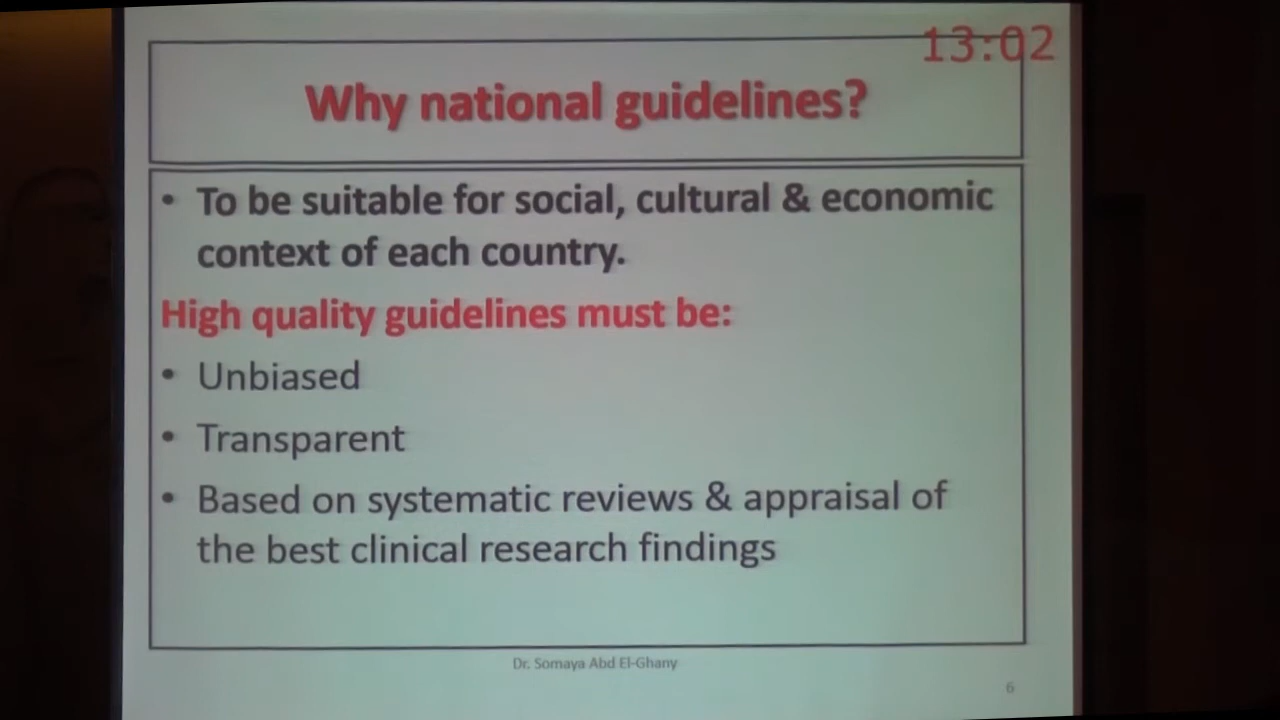 13:02
Why national guidelines?
• To be suitable for social, cultural & economic
context of each country.
High quality guidelines must be:
• Unbiased
• Transparent
• Based on systematic reviews & appraisal of
the best clinical research findings
Dr. Somaya Abd El-Ghany
6